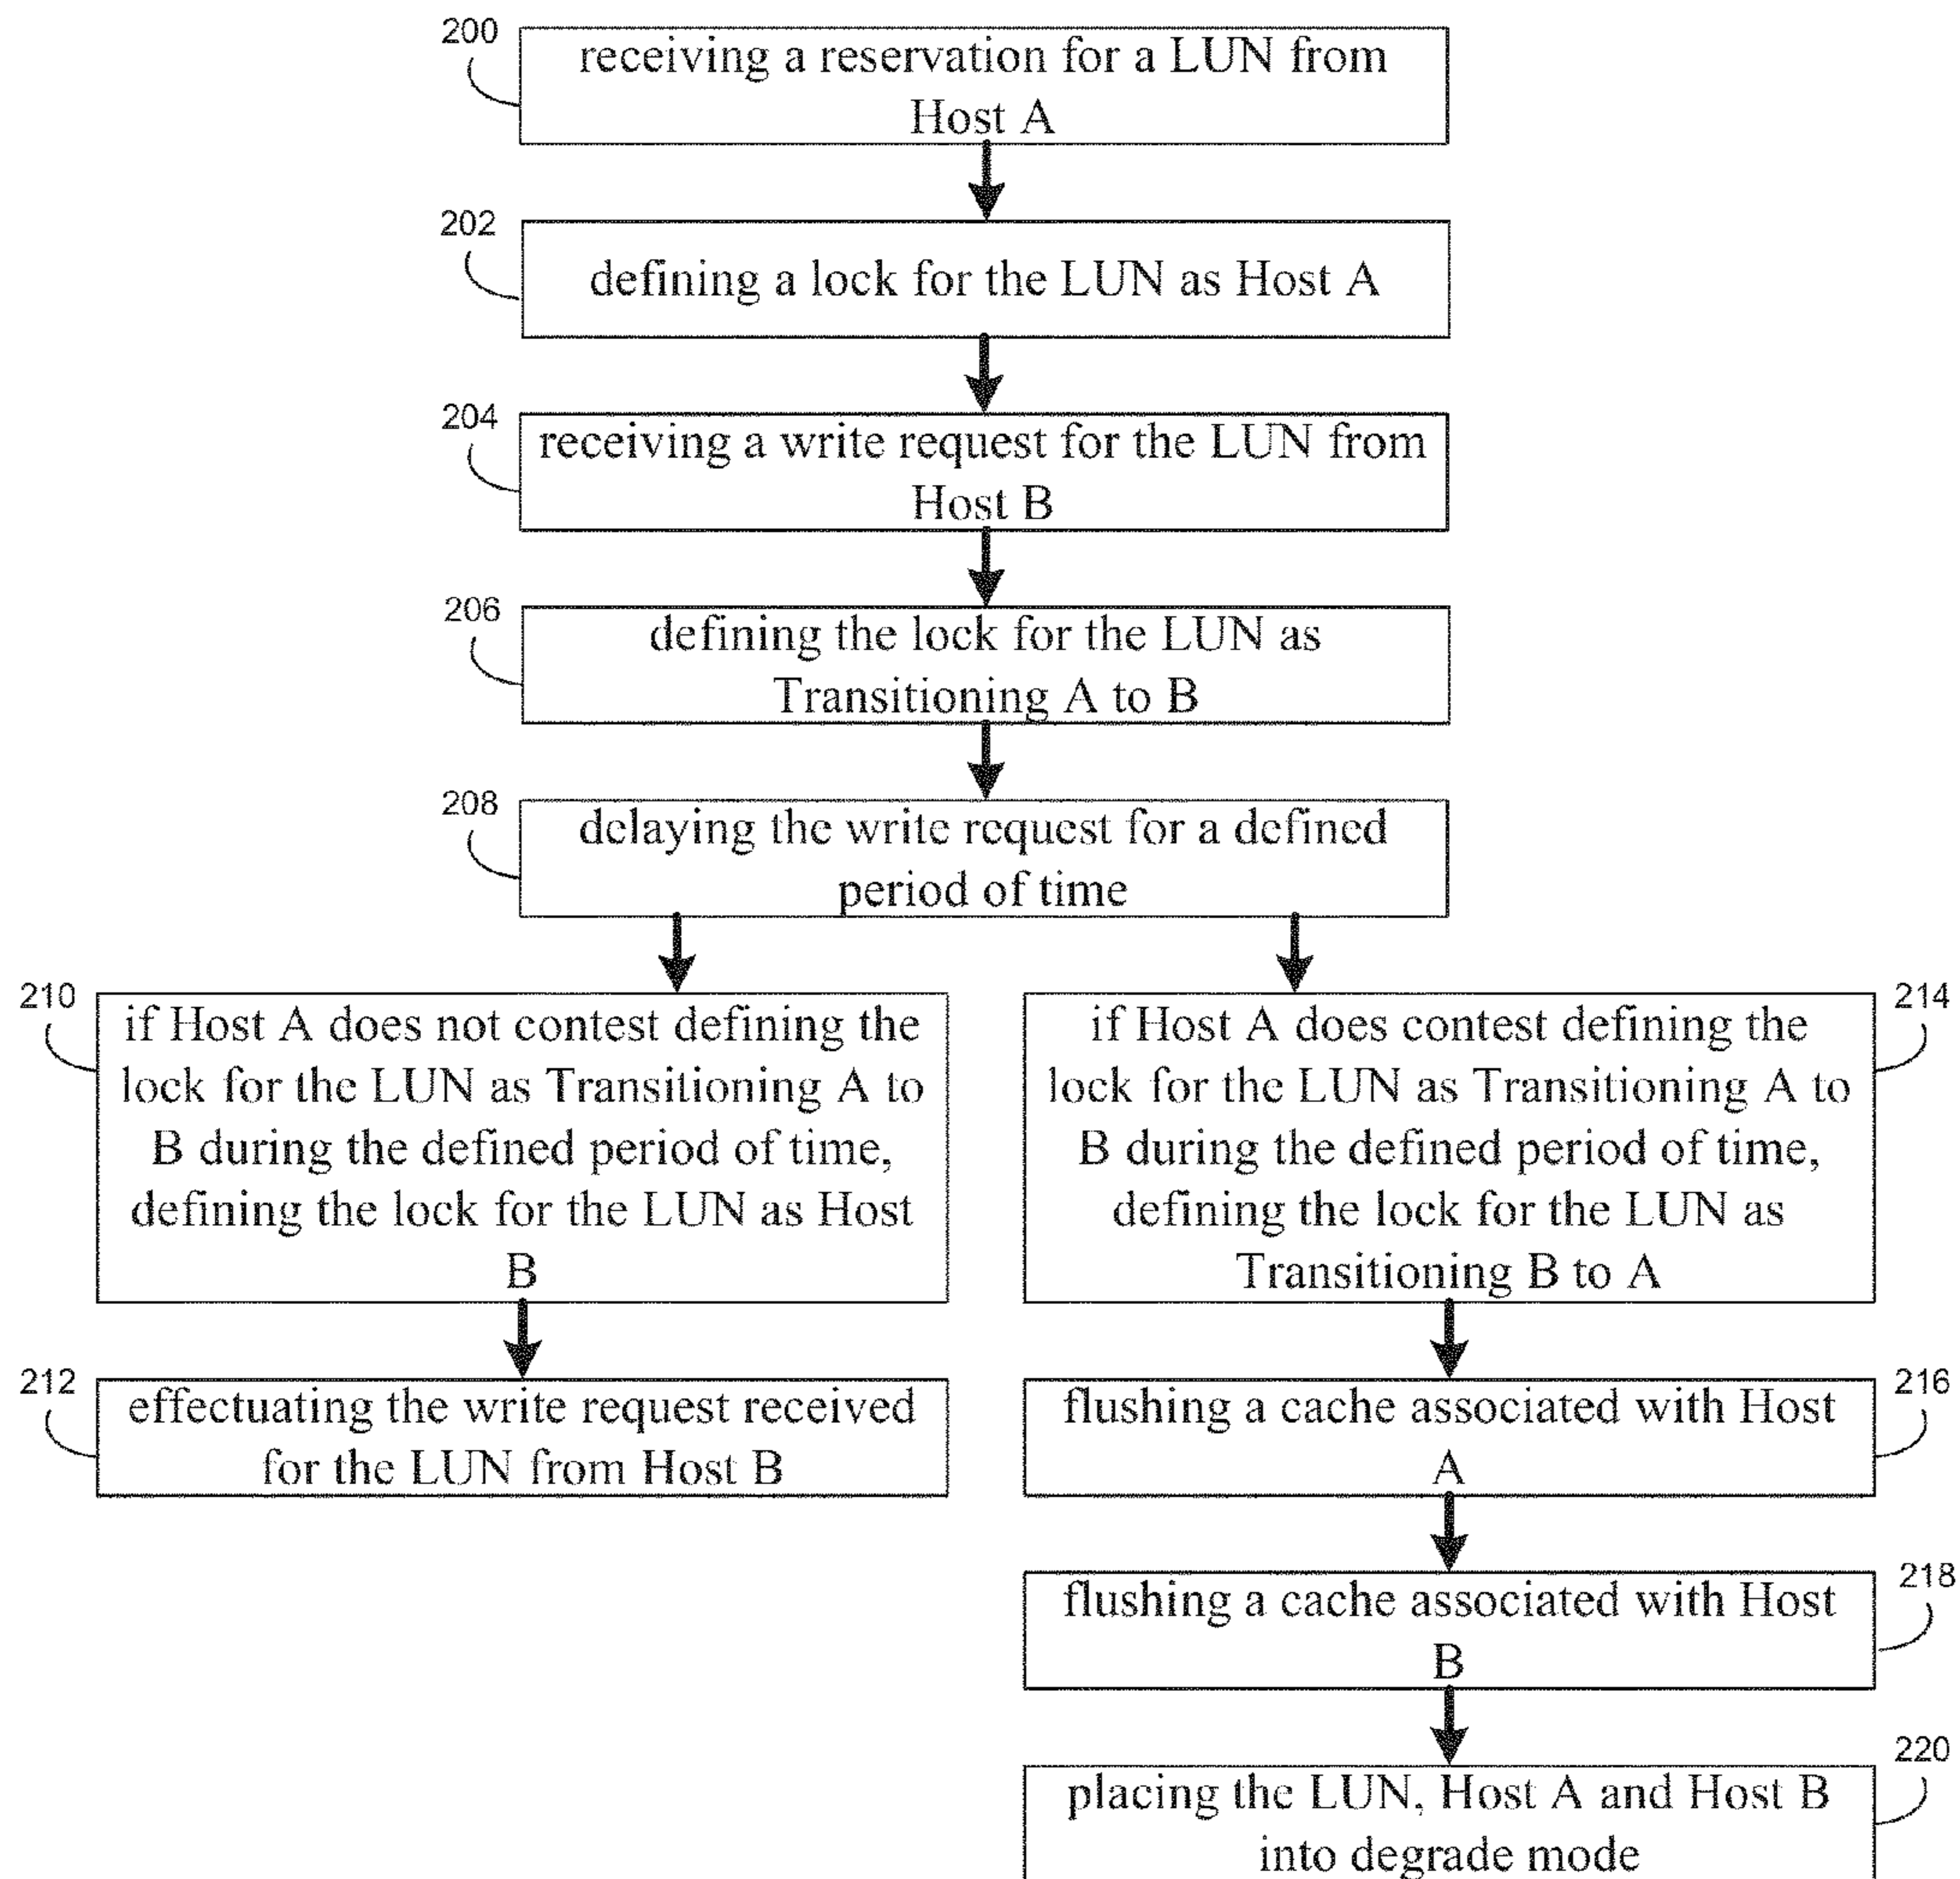 200
receiving a reservation for a LUN from
Host A
202
defining a lock for the LUN as Host A
204
receiving a write request for the LUN from
Host B
206
defining the lock for the LUN as
Transitioning A to B
208
delaying the write request for a defined
period of time
210
if Host A does not contest defining the
lock for the LUN as Transitioning A to
B during the defined period of time,
defining the lock for the LUN as Host
B
212
effectuating the write request received
for the LUN from Host B
214
if Host A does contest defining the
lock for the LUN as Transitioning A to
B during the defined period of time,
defining the lock for the LUN as
Transitioning B to A
216
flushing a cache associated with Host
A
218
flushing a cache associated with Host
B
220
placing the LUN, Host A and Host B
into degrade mode